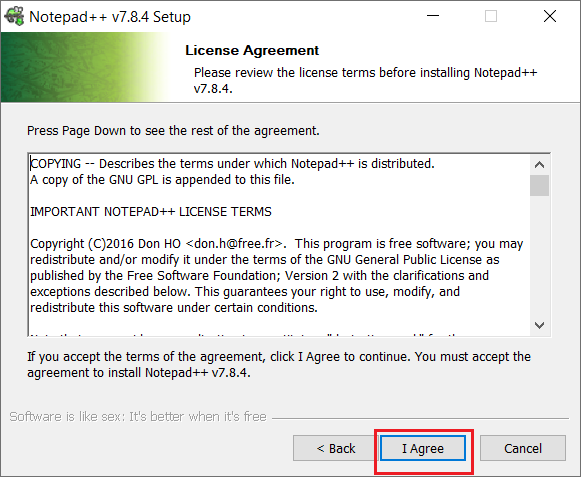 Notepad++ v7.8.4 Setup
License Agreement
Please review the license terms before installing Notepad++
v7.8.4.
Press Page Down to see the rest of the agreement.
COPYING -- Describes the terms under which Notepad++ is distributed.
A copy of the GNU GPL is appended to this file.
IMPORTANT NOTEPAD++ LICENSE TERMS
Copyright (C)2016 Don HO <don.h@free.fr>.  This program is free software; you may
redistribute and/or modify it under the terms of the GNU General Public License as
published by the Free Software Foundation; Version 2 with the clarifications and
exceptions described below. This guarantees your right to use, modify, and
redistribute this software under certain conditions.
If you accept the terms of the agreement, click I Agree to continue. You must accept the
agreement to install Notepad++ v7.8.4.
Software is like sex: It's better when it's free
< Back
I Agree
Cancel